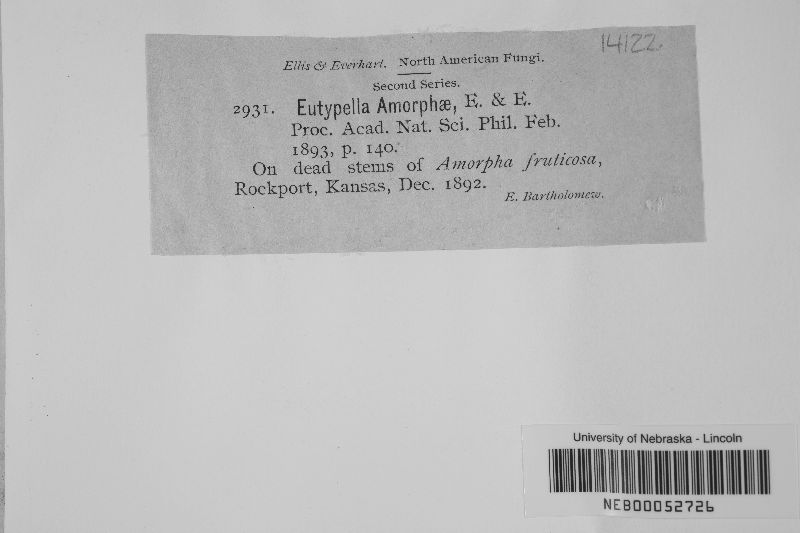 14122.
Ellis & Everhart. North American Fungi.
Second Series.
2931. Eutypella Amorphæ, E. & E.
Proc. Acad. Nat. Sci. Phil. Feb.
1893, p. 140.
On dead stems of Amorpha fruticosa,
Rockport, Kansas, Dec. 1892.
E. Bartholomew.
University of Nebraska - Lincoln
NEB00052726